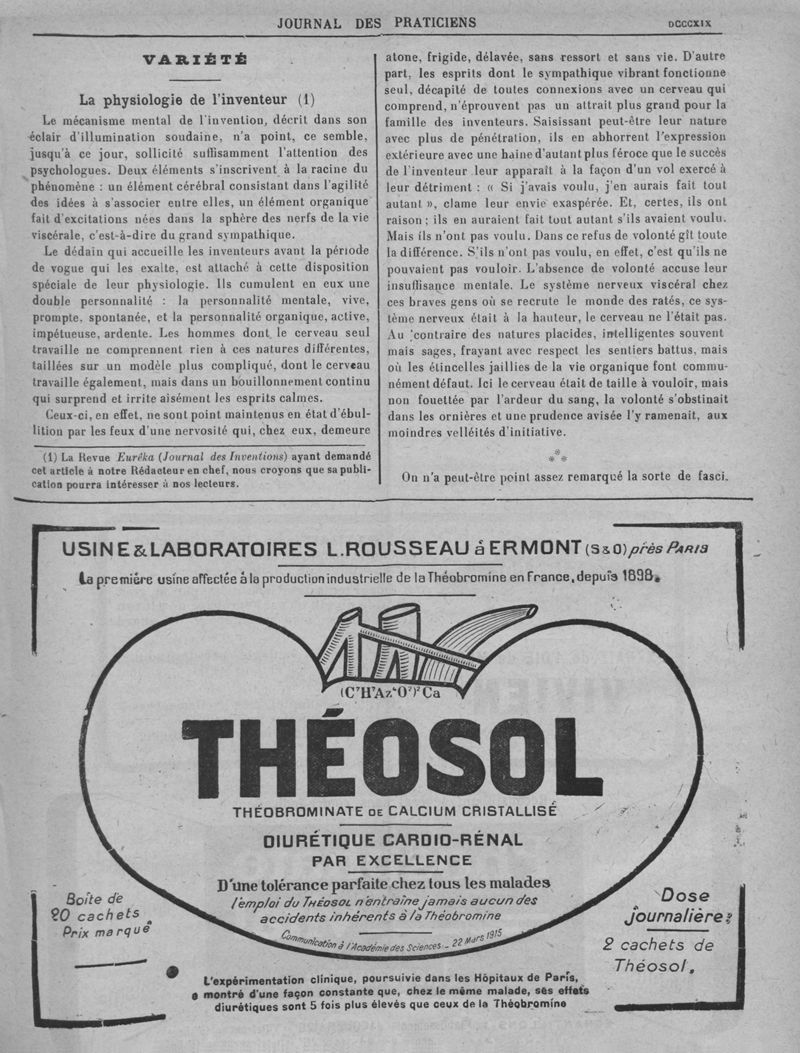 JOURNAL DES PRATICIENS
DCCCXIX
VARIÉTÉ
La physiologie de l'inventeur (1)
Le mécanisme mental de l'invention, décrit dans son
éclair d'illumination soudaine, n'a point, ce semble,
jusqu'à ce jour, sollicité suffisamment l'attention des
psychologues. Deux éléments s'inscrivent à la racine du
phénomène : un élément cérébral consistant dans l'agilité
des idées à s'associer entre elles, un élément organique
fait d'excitations nées dans la sphère des nerfs de la vie
viscérale, c'est-à-dire du grand sympathique.
Le dédain qui accueille les inventeurs avant la période
de vogue qui les exalte, est attaché à cette disposition
spéciale de leur physiologie. Ils cumulent en eux une
double personnalité : la personnalité mentale, vive,
prompte, spontanée, et la personnalité organique, active,
impétueuse, ardente. Les hommes dont le cerveau seul
travaille ne comprennent rien à ces natures différentes,
taillées sur un modèle plus compliqué, dont le cerveau
travaille également, mais dans un bouillonnement continu
qui surprend et irrite aisément les esprits calmes.
Ceux-ci, en effet, ne sont point maintenus en état d'ébul-
lition par les feux d'une nervosité qui, chez eux, demeure
(1) La Revue Eurêka (Journal des Inventions) ayant demandé
cet article à notre Rédacteur en chef, nous croyons que sa publi-
cation pourra intéresser à nos lecteurs.
atone, frigide, délavée, sans ressort et sans vie. D'autre
part, les esprits dont le sympathique vibrant fonctionne
seul, décapité de toutes connexions avec un cerveau qui
comprend, n'éprouvent pas un attrait plus grand pour la
famille des inventeurs. Saisissant peut-être leur nature
avec plus de pénétration, ils en abhorrent l'expression
extérieure avec une haine d'autant plus féroce que le succès
de l'inventeur leur apparaît à la façon d'un vol exercé à
leur détriment : « Si j'avais voulu, j'en aurais fait tout
autant », clame leur envie exaspérée. Et, certes, ils ont
raison ; ils en auraient fait tout autant s'ils avaient voulu.
Mais ils n'ont pas voulu. Dans ce refus de volonté gît toute
la différence. S'ils n'ont pas voulu, en effet, c'est qu'ils ne
pouvaient pas vouloir. L'absence de volonté accuse leur
insuffisance mentale. Le système nerveux viscéral chez
ces braves gens où se recrute le monde des ratés, ce sys-
tème nerveux était à la hauteur, le cerveau ne l'était pas.
Au contraire des natures placides, intelligentes souvent
mais sages, frayant avec respect les sentiers battus, mais
où les étincelles jaillies de la vie organique font commu-
nément défaut. Ici le cerveau était de taille à vouloir, mais
non fouettée par l'ardeur du sang, la volonté s'obstinait
dans les ornières et une prudence avisée l'y ramenait, aux
moindres velléités d'initiative.
* * *
On n'a peut-être point assez remarqué la sorte de fasci.
USINE & LABORATOIRES L. ROUSSEAU à ERMONT (S&O) près PARIS
La première usine affectée à la production industrielle de la Théobromine en France, depuis 1898.
(C⁷H⁷Az⁴O²)² Ca
THÉOSOL
THÉOBROMINATE DE CALCIUM CRISTALLISÉ
DIURÉTIQUE CARDIO-RÉNAL
PAR EXCELLENCE
D'une tolérance parfaite chez tous les malades
l'emploi du THÉOSOL n'entraîne jamais aucun des
accidents inhérents à la Théobromine
Communication à l'Académie des Sciences._ 22 Mars 1915
Boîte de
20 cachets
Prix marqué
Dose
journalière:
2 cachets de
Théosol.
L'expérimentation clinique, poursuivie dans les Hôpitaux de Paris,
a montré d'une façon constante que, chez le même malade, ses effets
diurétiques sont 5 fois plus élevés que ceux de la Théobromine